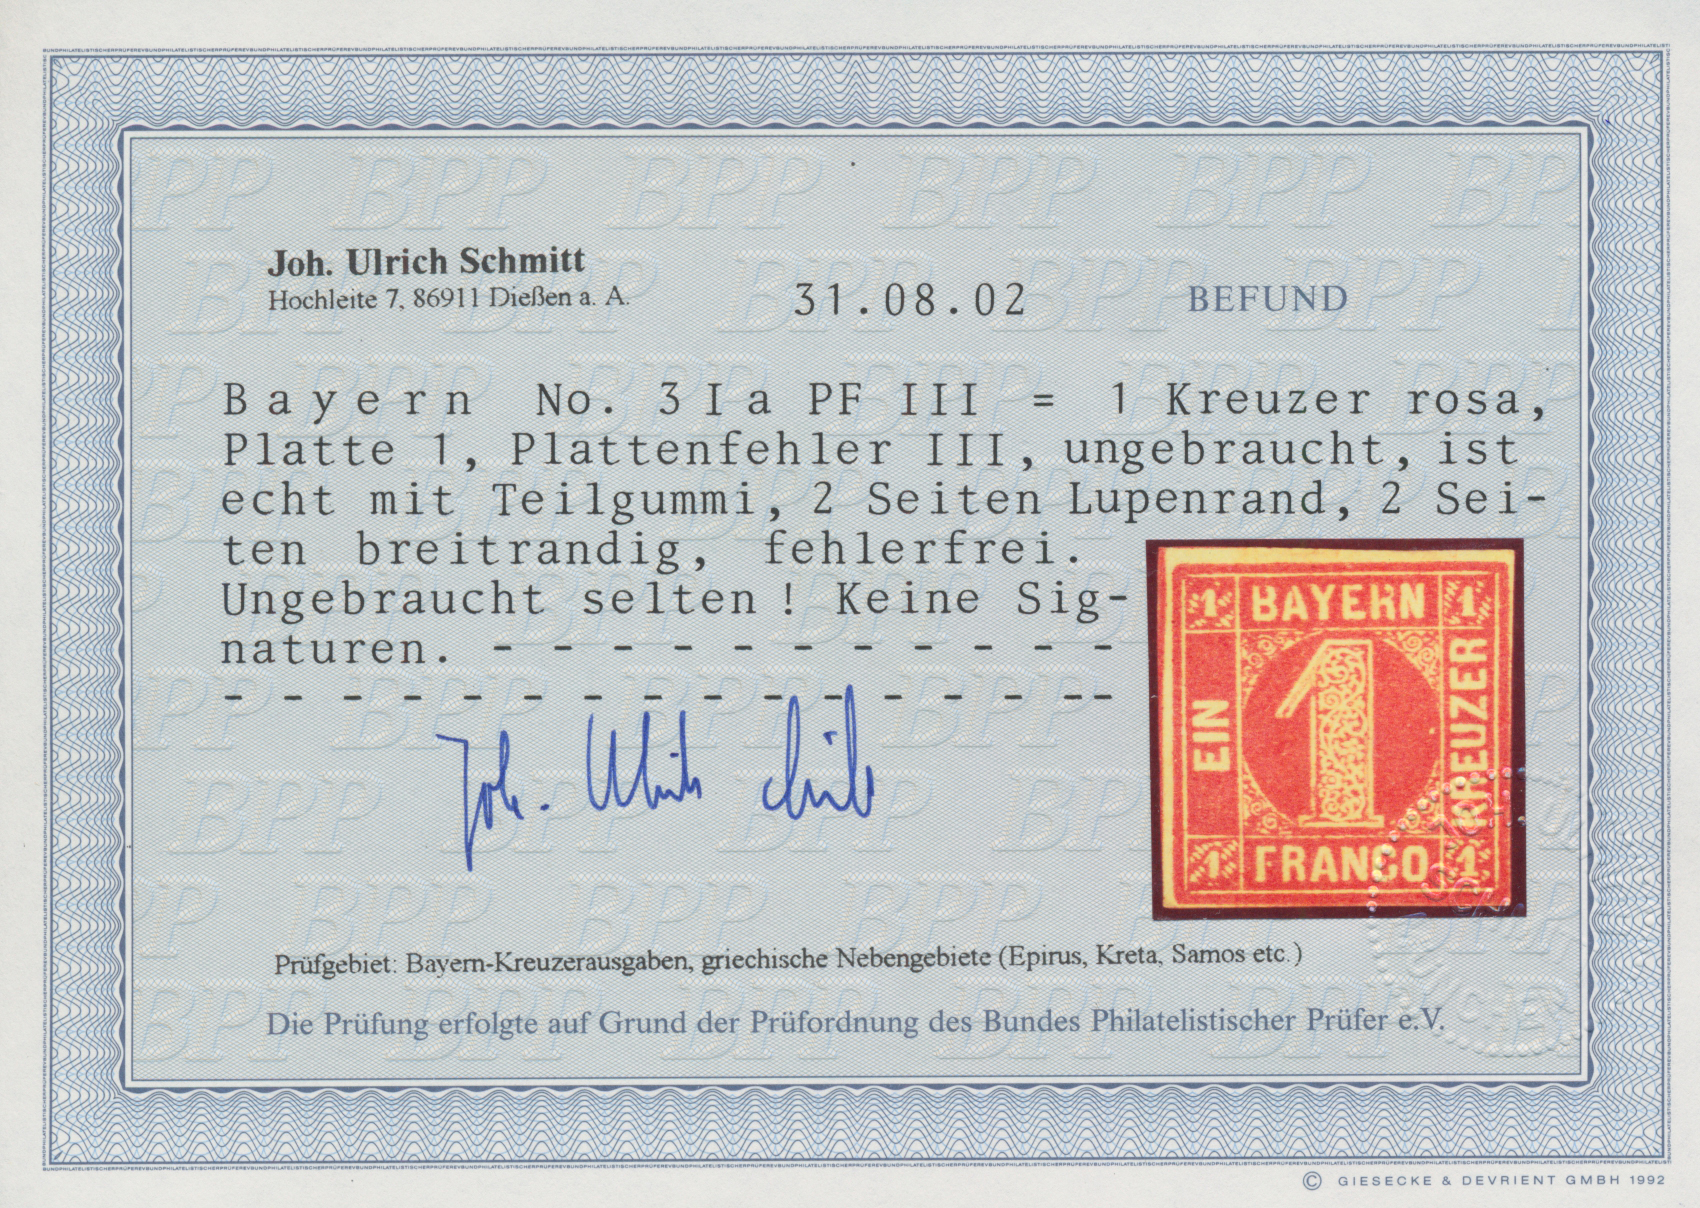 Joh. Ulrich Schmitt
Hochleite 7, 86911 Dießen a. A.
31.08.02
BEFUND
Bayern No. 3 I a PF III = 1 Kreuzer rosa,
Platte 1, Plattenfehler III, ungebraucht, ist
echt mit Teilgummi, 2 Seiten Lupenrand, 2 Sei-
ten breitrandig, fehlerfrei.
Ungebraucht selten! Keine Sig-
naturen. - - - - - - - - - - -
- - - - - - - - - - - - - - - -
1 BAYERN 1
EIN
1
KREUZER
1 FRANCO 1
Joh. Ulrich Schmitt
Prüfgebiet: Bayern-Kreuzerausgaben, griechische Nebengebiete (Epirus, Kreta, Samos etc.)
Die Prüfung erfolgte auf Grund der Prüfordnung des Bundes Philatelistischer Prüfer e.V.
© GIESECKE & DEVRIENT GMBH 1992
BPP